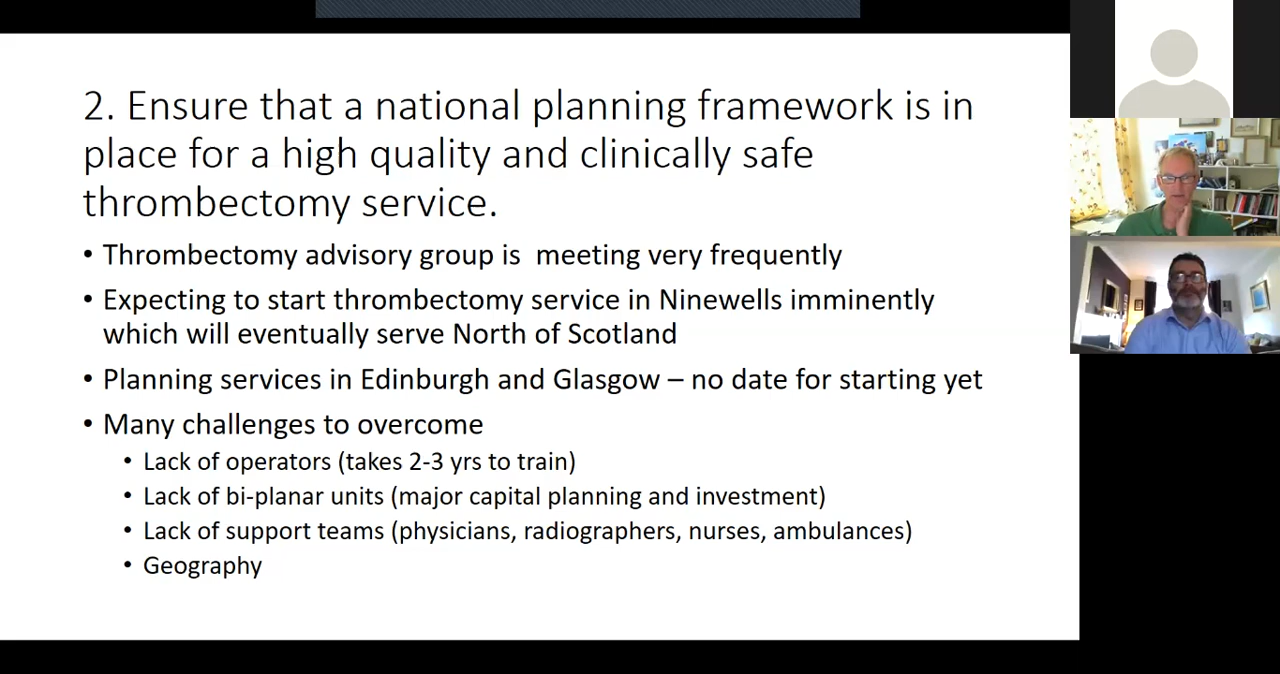 2. Ensure that a national planning framework is in
place for a high quality and clinically safe
thrombectomy service.
• Thrombectomy advisory group is  meeting very frequently
• Expecting to start thrombectomy service in Ninewells imminently
which will eventually serve North of Scotland
• Planning services in Edinburgh and Glasgow – no date for starting yet
• Many challenges to overcome
• Lack of operators (takes 2-3 yrs to train)
• Lack of bi-planar units (major capital planning and investment)
• Lack of support teams (physicians, radiographers, nurses, ambulances)
• Geography